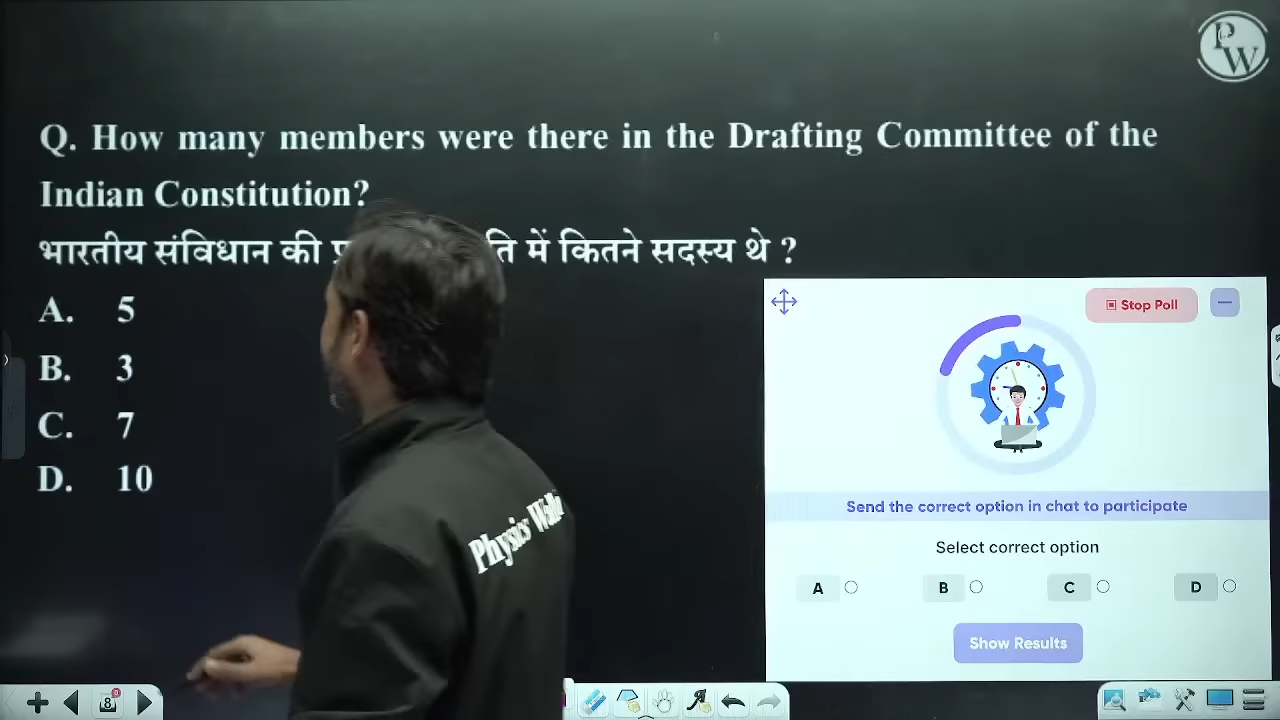 PW
Q. How many members were there in the Drafting Committee of the
Indian Constitution?
भारतीय संविधान की में कितने सदस्य थे ?
A. 5
B. 3
C. 7
D. 10
Stop Poll
Send the correct option in chat to participate
Select correct option
A B C D
Show Results
Physics Wallah
8